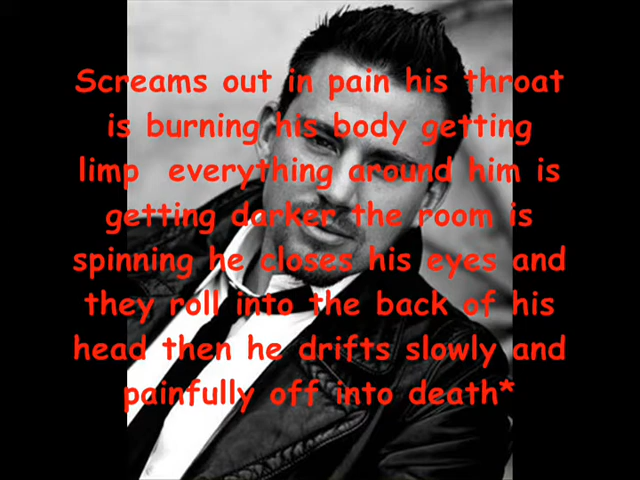 Screams out in pain his throat
is burning his body getting
limp  everything around him is
getting darker the room is
spinning he closes his eyes and
they roll into the back of his
head then he drifts slowly and
painfully off into death*